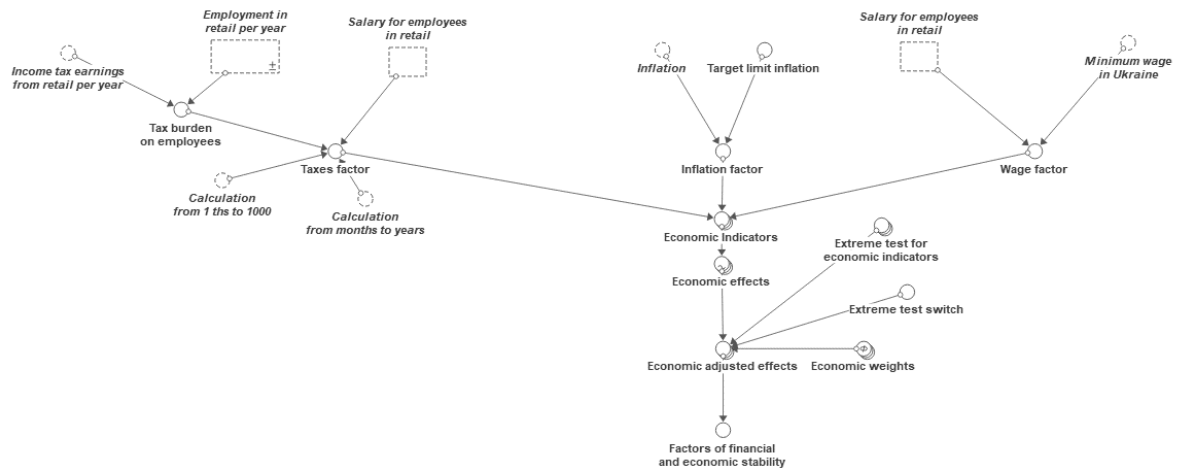 Employment in
retail per year
Salary for employees
in retail
Salary for employees
in retail
±
Income tax earnings
from retail per year
Inflation
Target limit inflation
Minimum wage
in Ukraine
Tax burden
on employees
Taxes factor
Inflation factor
Wage factor
Calculation
from 1 ths to 1000
Calculation
from months to years
Economic Indicators
Extreme test for
economic indicators
Economic effects
Extreme test switch
Economic adjusted effects
Economic weights
Factors of financial
and economic stability